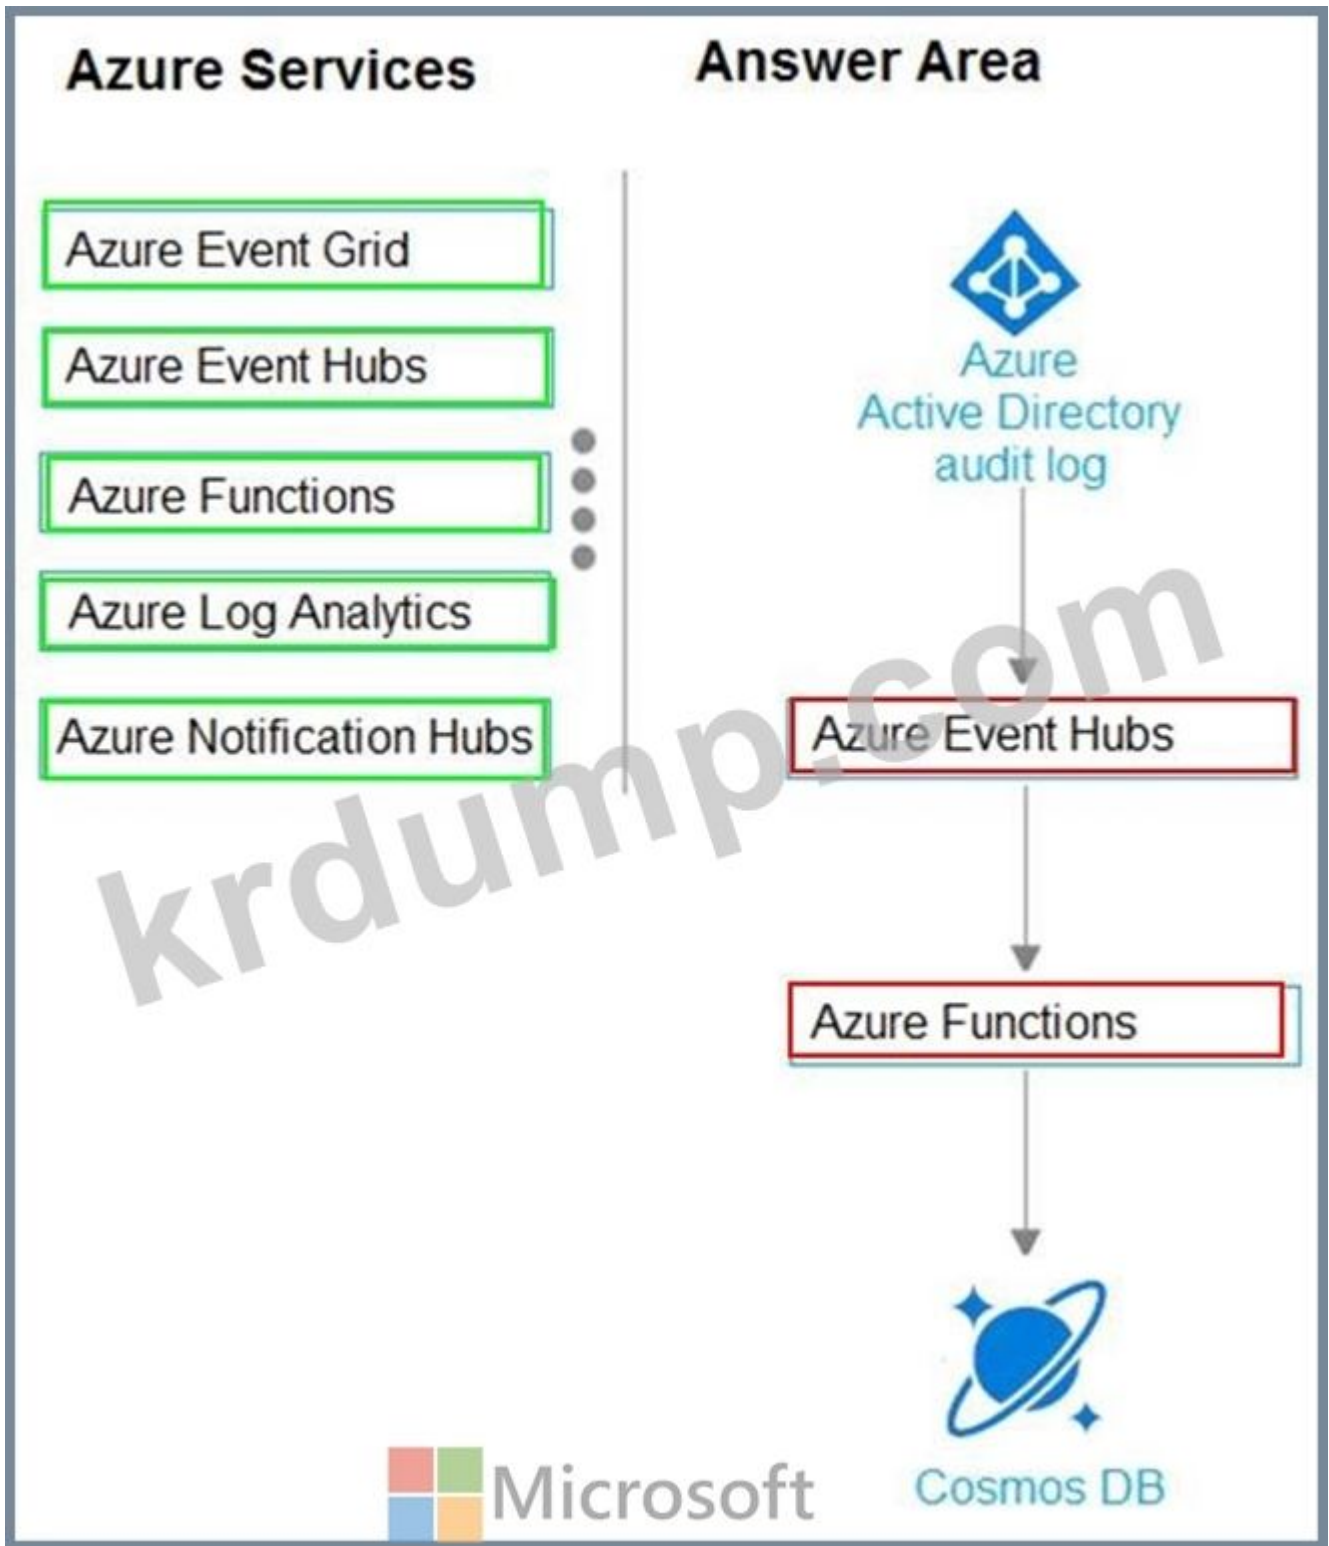 Azure Services
Answer Area
Azure Event Grid
Azure Event Hubs
Azure Functions
Azure Log Analytics
Azure Notification Hubs
Azure
Active Directory
audit log
Azure Event Hubs
Azure Functions
Cosmos DB
krdump.com
Microsoft